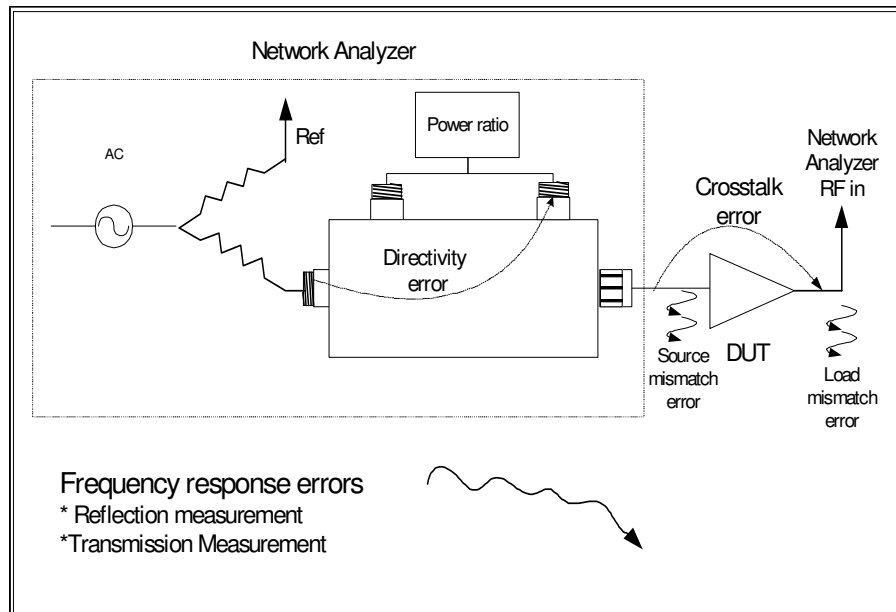 Network Analyzer
AC
Ref
Power ratio
Network
Analyzer
RF in
Crosstalk
error
Directivity
error
Source
mismatch
error
DUT
Load
mismatch
error
Frequency response errors
* Reflection measurement
*Transmission Measurement